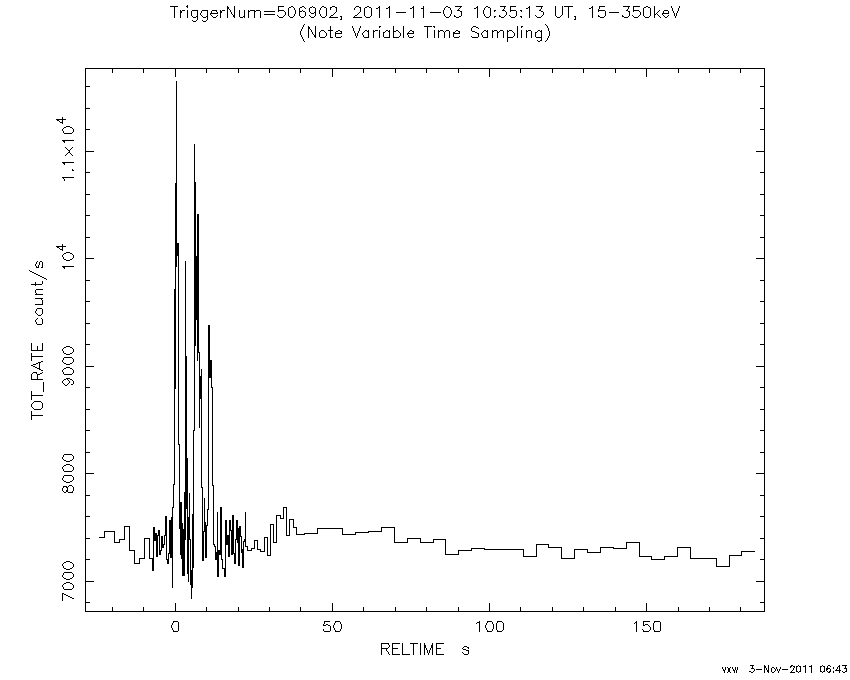 TriggerNum=506902, 2011-11-03 10:35:13 UT, 15-350keV
(Note Variable Time Sampling)
1.1×10⁴
10⁴
9000
8000
7000
TOT_RATE count/s
0 50 100 150
RELTIME s
vxw 3-Nov-2011 06:43